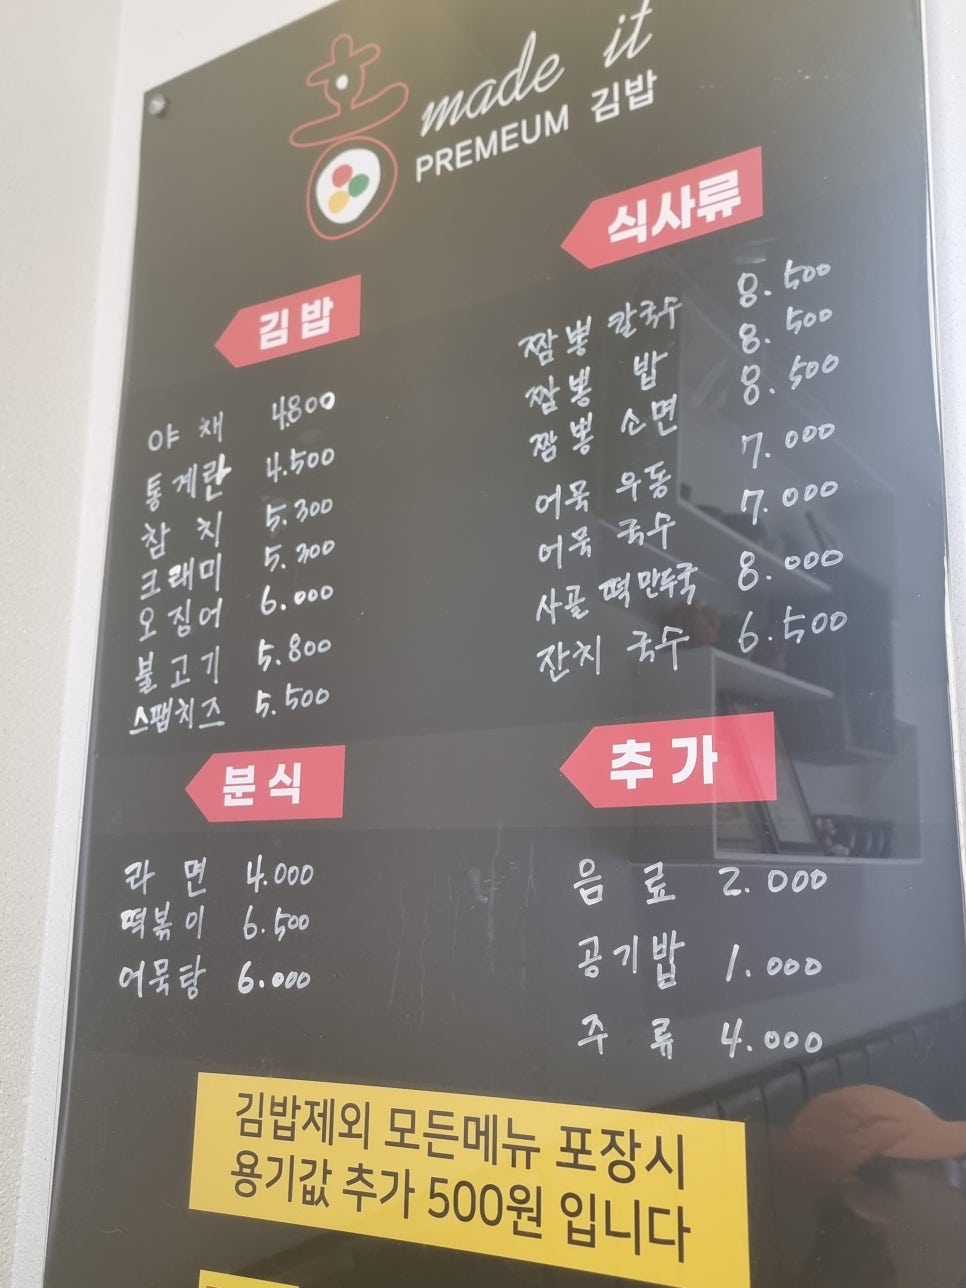 흥 made it
PREMEUM 김밥
김밥
야채 4.800
통계란 4.500
참치 5.300
크래미 5.300
오징어 6.000
불고기 5.800
스팸치즈 5.500
식사류
짬뽕 칼국수 8.500
짬뽕 밥 8.500
짬뽕 소면 8.500
어묵 우동 7.000
어묵 국수 7.000
사골 떡만두국 8.000
잔치 국수 6.500
분식
라면 4.000
떡볶이 6.500
어묵탕 6.000
추가
음료 2.000
공기밥 1.000
주류 4.000
김밥제외 모든메뉴 포장시
용기값 추가 500원 입니다